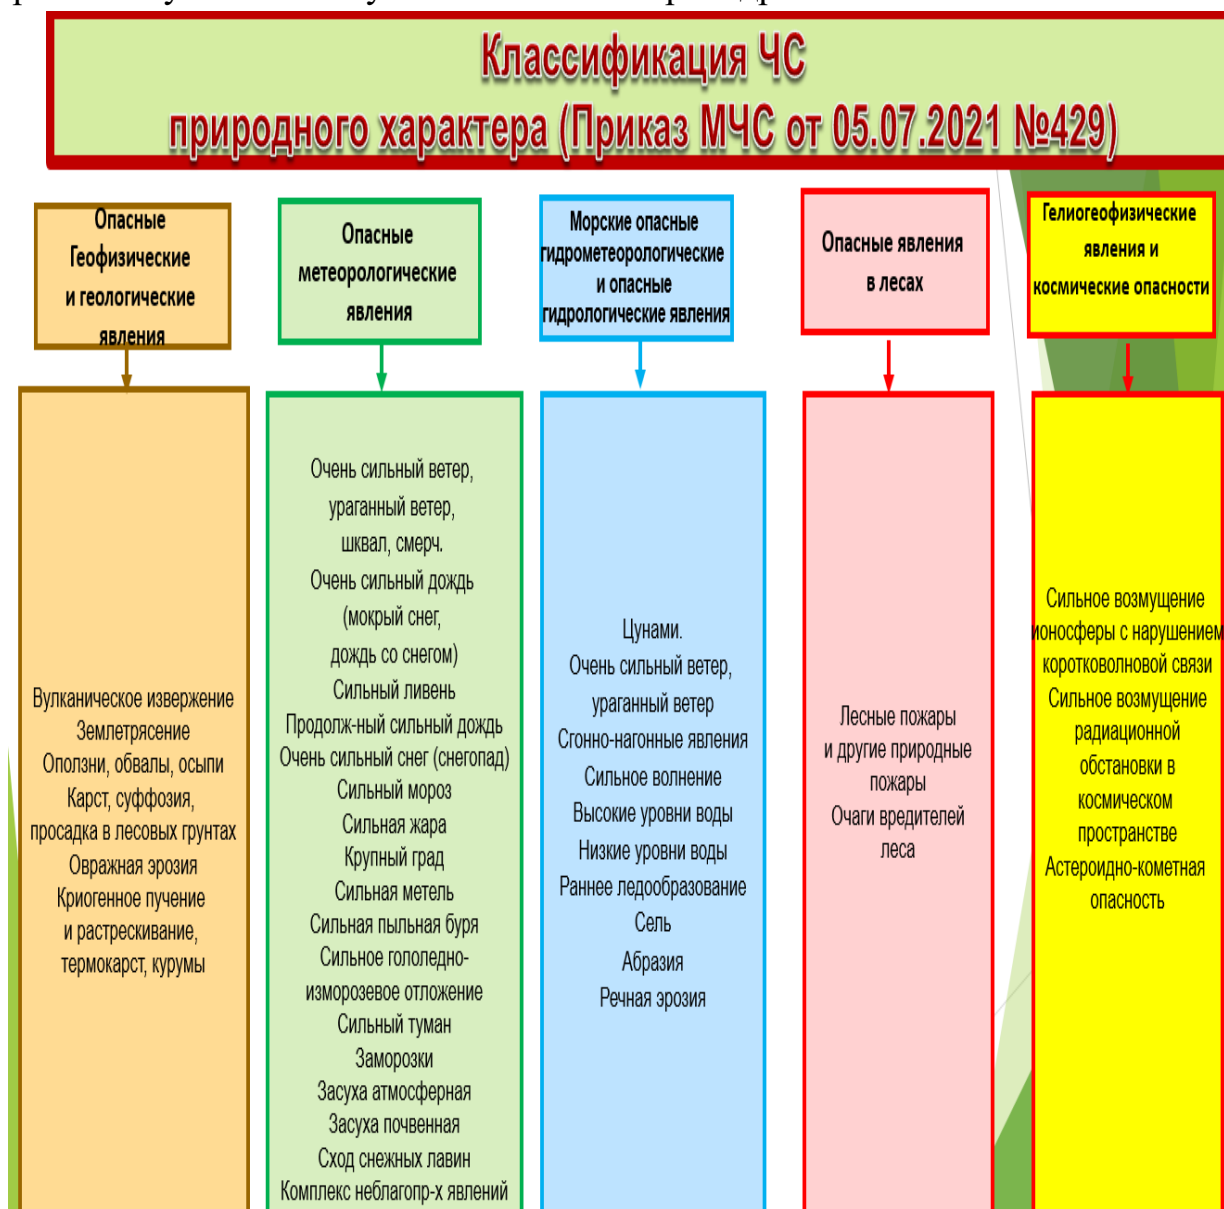 Классификация ЧС
природного характера (Приказ МЧС от 05.07.2021 №429)
Опасные
Геофизические
и геологические
явления
Опасные
метеорологические
явления
Морские опасные
гидрометеорологические
и опасные
гидрологические явления
Опасные явления
в лесах
Гелиогеофизические
явления и
космические опасности
Вулканическое извержение
Землетрясение
Оползни, обвалы, осыпи
Карст, суффозия,
просадка в лесовых грунтах
Овражная эрозия
Криогенное пучение
и растрескивание,
термокарст, курумы
Очень сильный ветер,
ураганный ветер,
шквал, смерч.
Очень сильный дождь
(мокрый снег,
дождь со снегом)
Сильный ливень
Продолж-ный сильный дождь
Очень сильный снег (снегопад)
Сильный мороз
Сильная жара
Крупный град
Сильная метель
Сильная пыльная буря
Сильное гололедно-
изморозевое отложение
Сильный туман
Заморозки
Засуха атмосферная
Засуха почвенная
Сход снежных лавин
Комплекс неблагопр-х явлений
Цунами.
Очень сильный ветер,
ураганный ветер
Сгонно-нагонные явления
Сильное волнение
Высокие уровни воды
Низкие уровни воды
Раннее ледообразование
Сель
Абразия
Речная эрозия
Лесные пожары
и другие природные
пожары
Очаги вредителей
леса
Сильное возмущение
ионосферы с нарушением
коротковолновой связи
Сильное возмущение
радиационной
обстановки в
космическом
пространстве
Астероидно-кометная
опасность